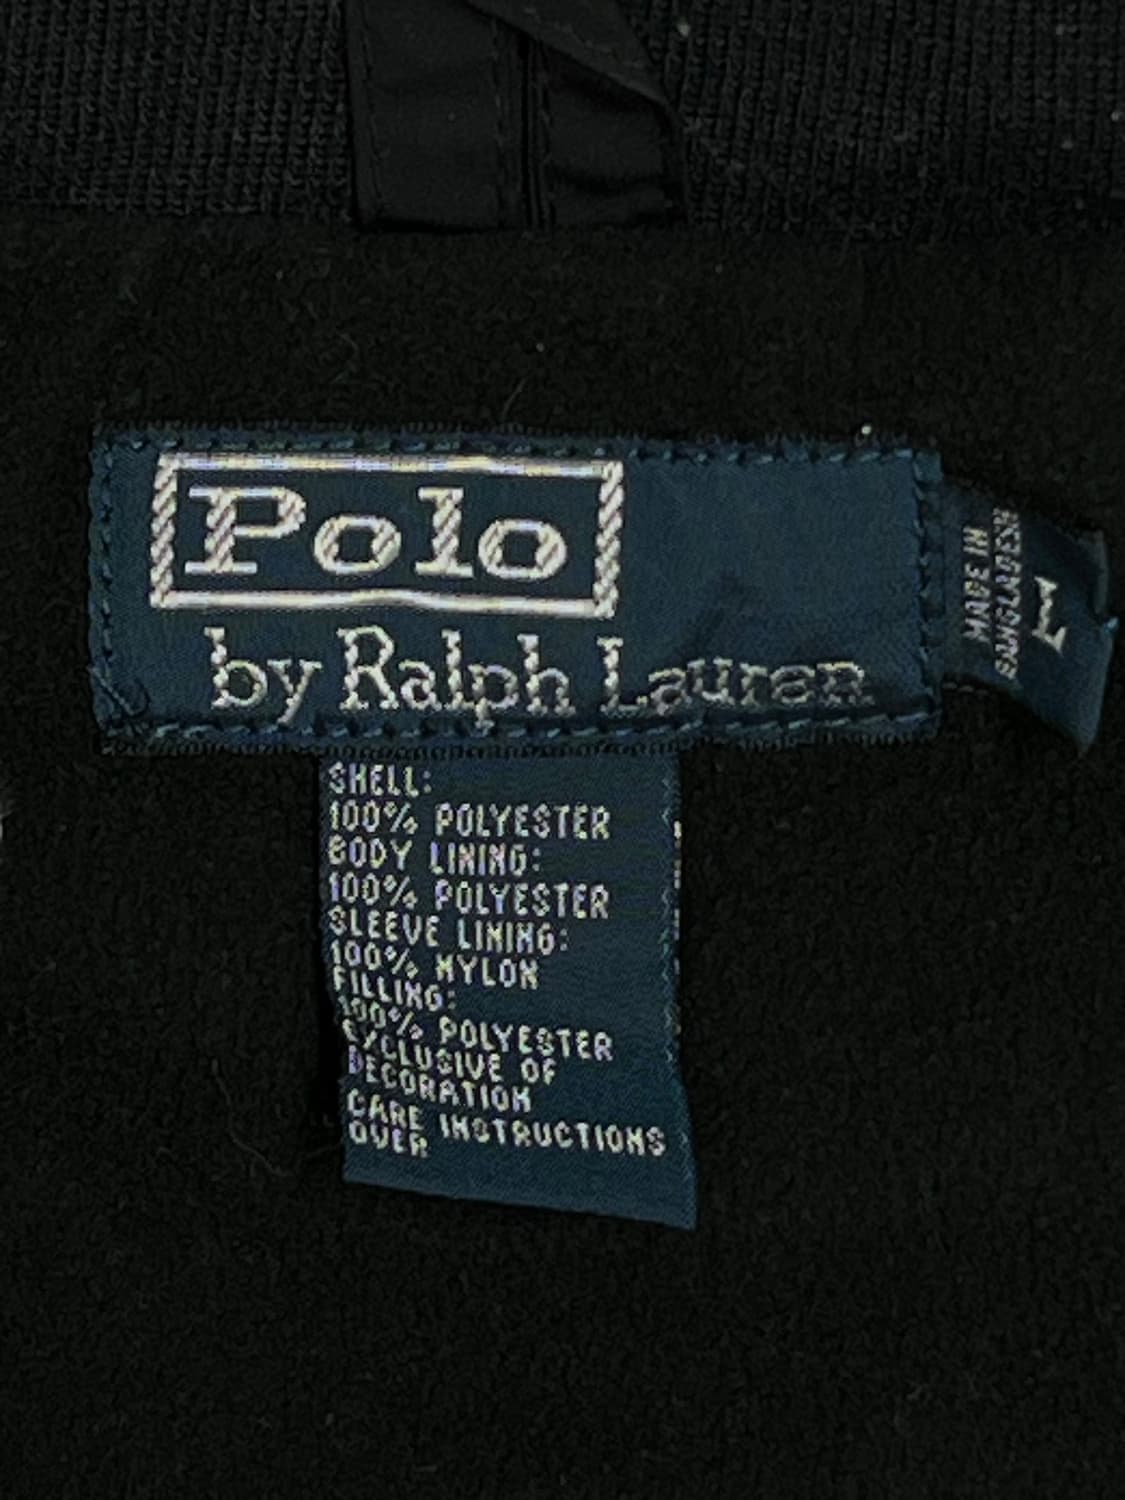 Polo
by Ralph Lauren
MADE IN
BANGLADESH
L
SHELL:
100% POLYESTER
BODY LINING:
100% POLYESTER
SLEEVE LINING:
100% NYLON
FILLING:
100% POLYESTER
EXCLUSIVE OF
DECORATION
CARE INSTRUCTIONS
OVER